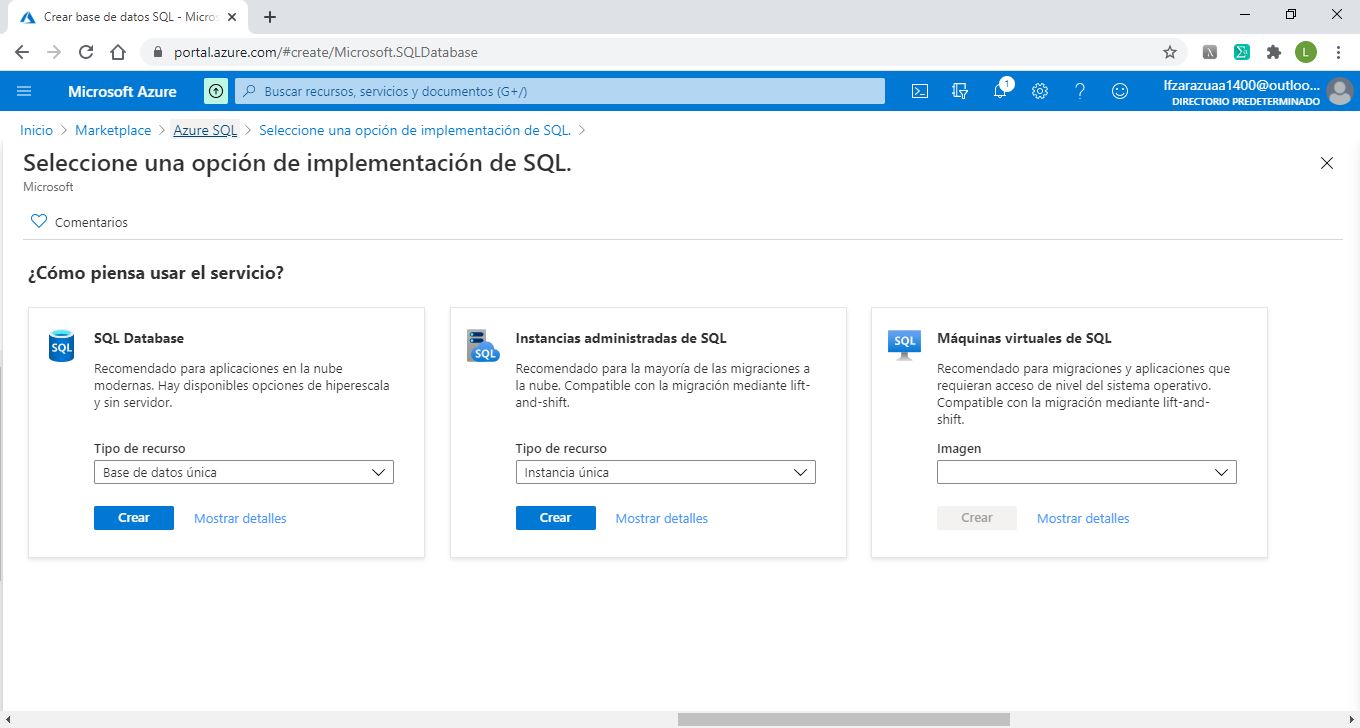 Crear base de datos SQL - Micros
portal.azure.com/#create/Microsoft.SQLDatabase
L
Microsoft Azure
Buscar recursos, servicios y documentos (G+/)
1
lfzarazuaa1400@outloo...
DIRECTORIO PREDETERMINADO
Inicio > Marketplace > Azure SQL > Seleccione una opción de implementación de SQL. >
Seleccione una opción de implementación de SQL.
Microsoft
Comentarios
¿Cómo piensa usar el servicio?
SQL
SQL Database
Recomendado para aplicaciones en la nube
modernas. Hay disponibles opciones de hiperescala
y sin servidor.
Tipo de recurso
Base de datos única
Crear
Mostrar detalles
SQL
Instancias administradas de SQL
Recomendado para la mayoría de las migraciones a
la nube. Compatible con la migración mediante lift-
and-shift.
Tipo de recurso
Instancia única
Crear
Mostrar detalles
SQL
Máquinas virtuales de SQL
Recomendado para migraciones y aplicaciones que
requieran acceso de nivel del sistema operativo.
Compatible con la migración mediante lift-and-
shift.
Imagen
Crear
Mostrar detalles